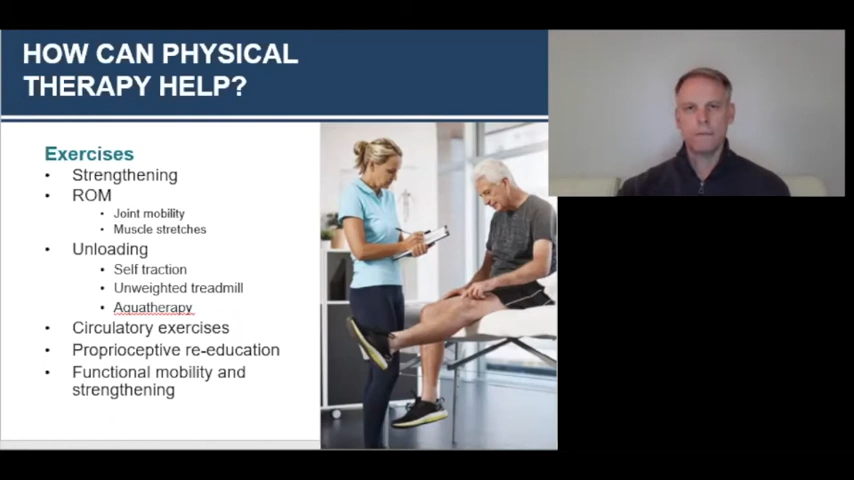 HOW CAN PHYSICAL
THERAPY HELP?
Exercises
• Strengthening
• ROM
• Joint mobility
• Muscle stretches
• Unloading
• Self traction
• Unweighted treadmill
• Aquatherapy
• Circulatory exercises
• Proprioceptive re-education
• Functional mobility and
strengthening